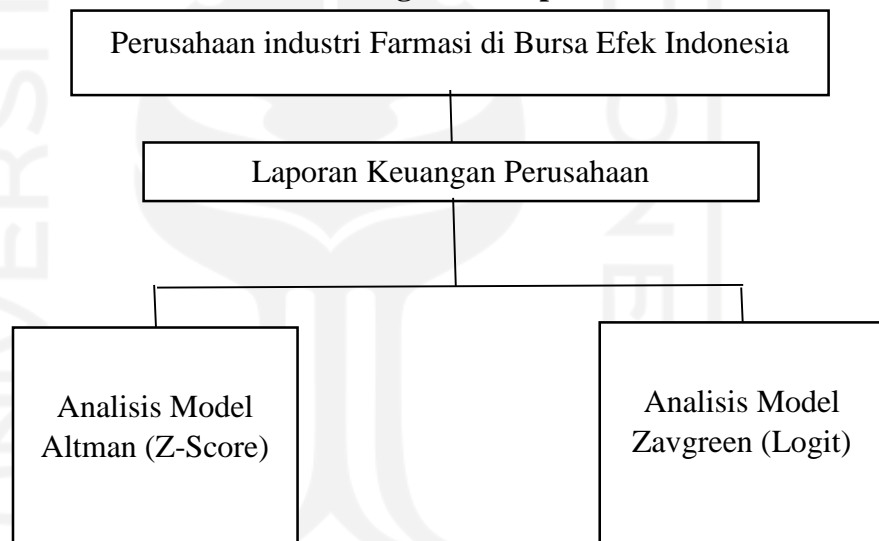 Perusahaan industri Farmasi di Bursa Efek Indonesia
Laporan Keuangan Perusahaan
Analisis Model
Altman (Z-Score)
Analisis Model
Zavgreen (Logit)